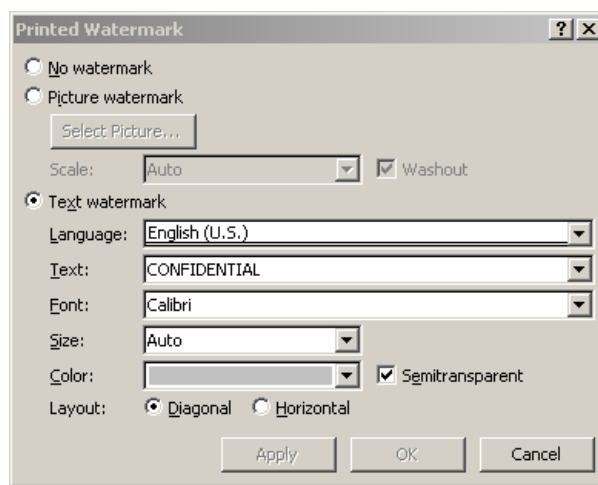 Printed Watermark ? ×
No watermark
Picture watermark
Select Picture...
Scale: Auto Washout
Text watermark
Language: English (U.S.)
Text: CONFIDENTIAL
Font: Calibri
Size: Auto
Color: Semitransparent
Layout: Diagonal Horizontal
Apply OK Cancel